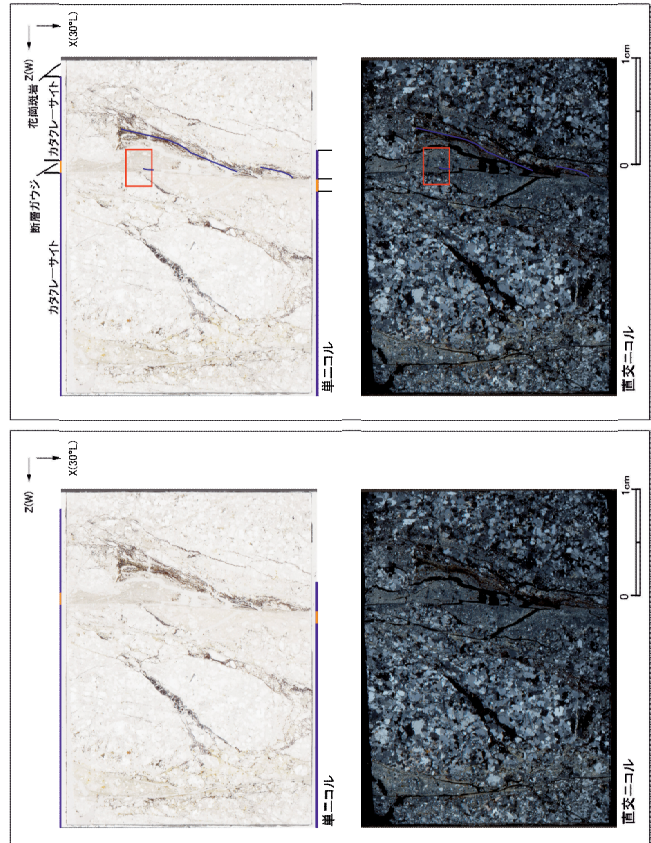 X(30°L)
Z(W)
花崗斑岩
カタクレーサイト
断層ガウジ
カタクレーサイト
単ニコル
直交ニコル
0
1cm
X(30°L)
Z(W)
単ニコル
直交ニコル
0
1cm